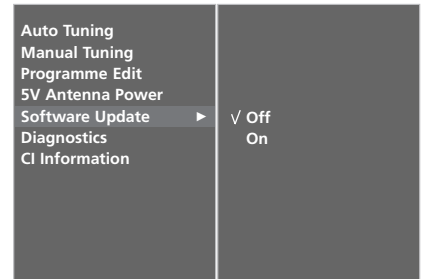 Auto Tuning
Manual Tuning
Programme Edit
5V Antenna Power
Software Update ►
Diagnostics
CI Information
√ Off
On